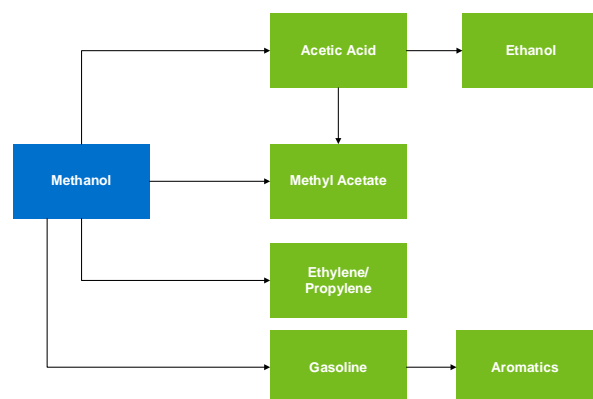 Acetic Acid
Ethanol
Methanol
Methyl Acetate
Ethylene/
Propylene
Gasoline
Aromatics